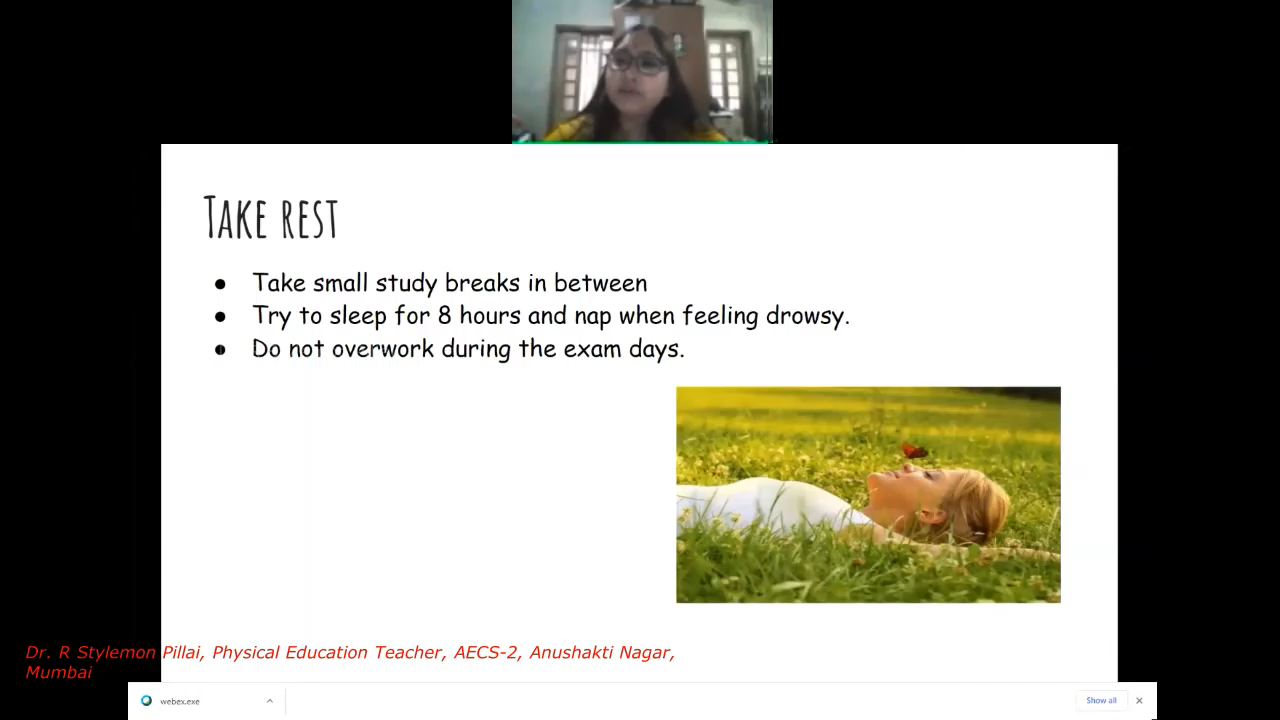 TAKE REST
● Take small study breaks in between
● Try to sleep for 8 hours and nap when feeling drowsy.
● Do not overwork during the exam days.
Dr. R Stylemon Pillai, Physical Education Teacher, AECS-2, Anushakti Nagar,
Mumbai
webex.exe
Show all